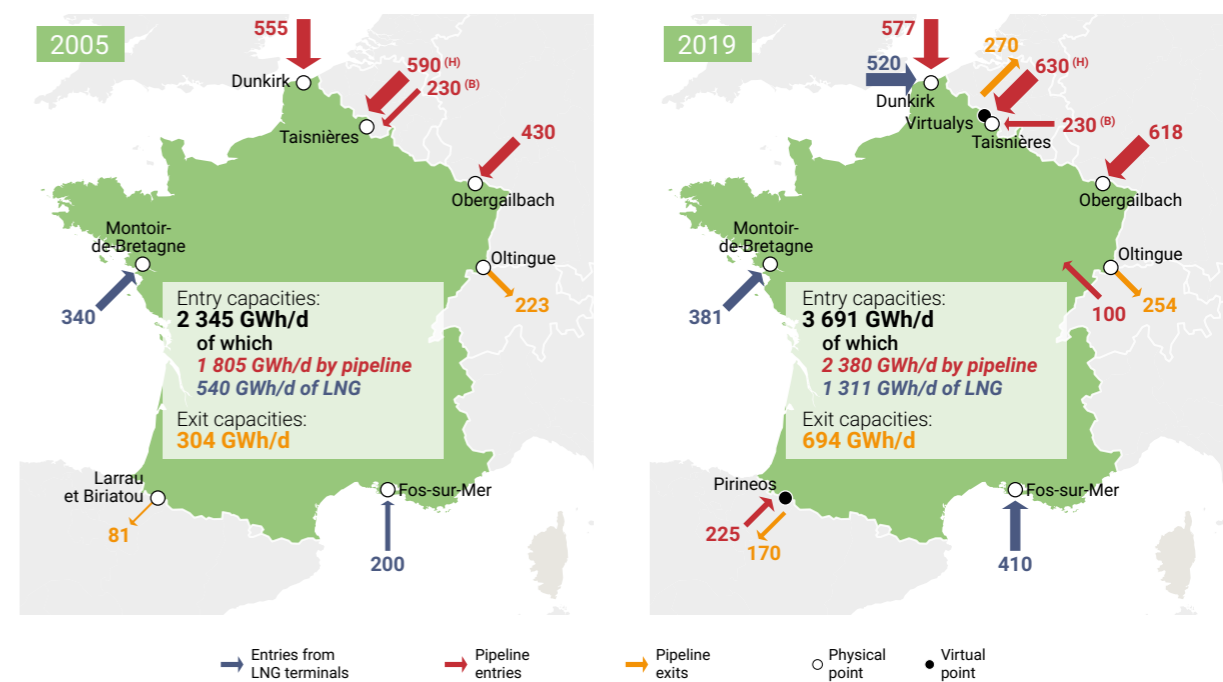 2005
555
Dunkirk
590 (H)
230 (B)
Taisnières
430
Obergailbach
Montoir-
de-Bretagne
340
Oltingue
223
Entry capacities:
2 345 GWh/d
of which
1 805 GWh/d by pipeline
540 GWh/d of LNG
Exit capacities:
304 GWh/d
Larrau
et Biriatou
81
Fos-sur-Mer
200
2019
577
520
Dunkirk
270
630 (H)
Virtualys
230 (B)
Taisnières
618
Obergailbach
Montoir-
de-Bretagne
381
Oltingue
100
254
Entry capacities:
3 691 GWh/d
of which
2 380 GWh/d by pipeline
1 311 GWh/d of LNG
Exit capacities:
694 GWh/d
Pirineos
225
170
Fos-sur-Mer
410
Entries from
LNG terminals
Pipeline
entries
Pipeline
exits
Physical
point
Virtual
point